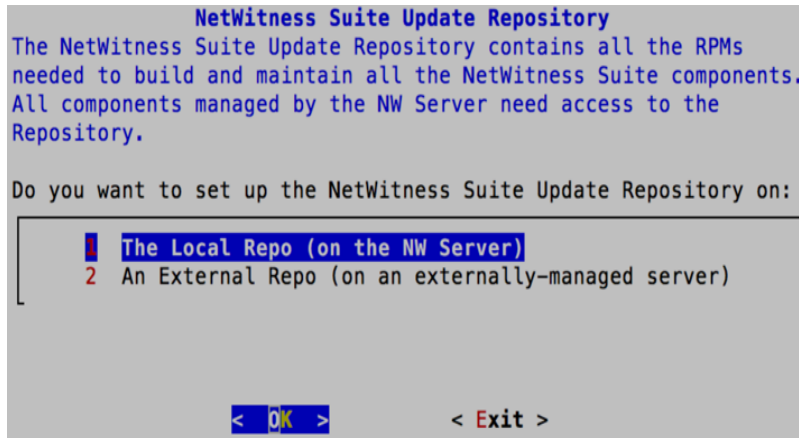 NetWitness Suite Update Repository
The NetWitness Suite Update Repository contains all the RPMs
needed to build and maintain all the NetWitness Suite components.
All components managed by the NW Server need access to the
Repository.
Do you want to set up the NetWitness Suite Update Repository on:
1 The Local Repo (on the NW Server)
2 An External Repo (on an externally-managed server)
< OK > < Exit >